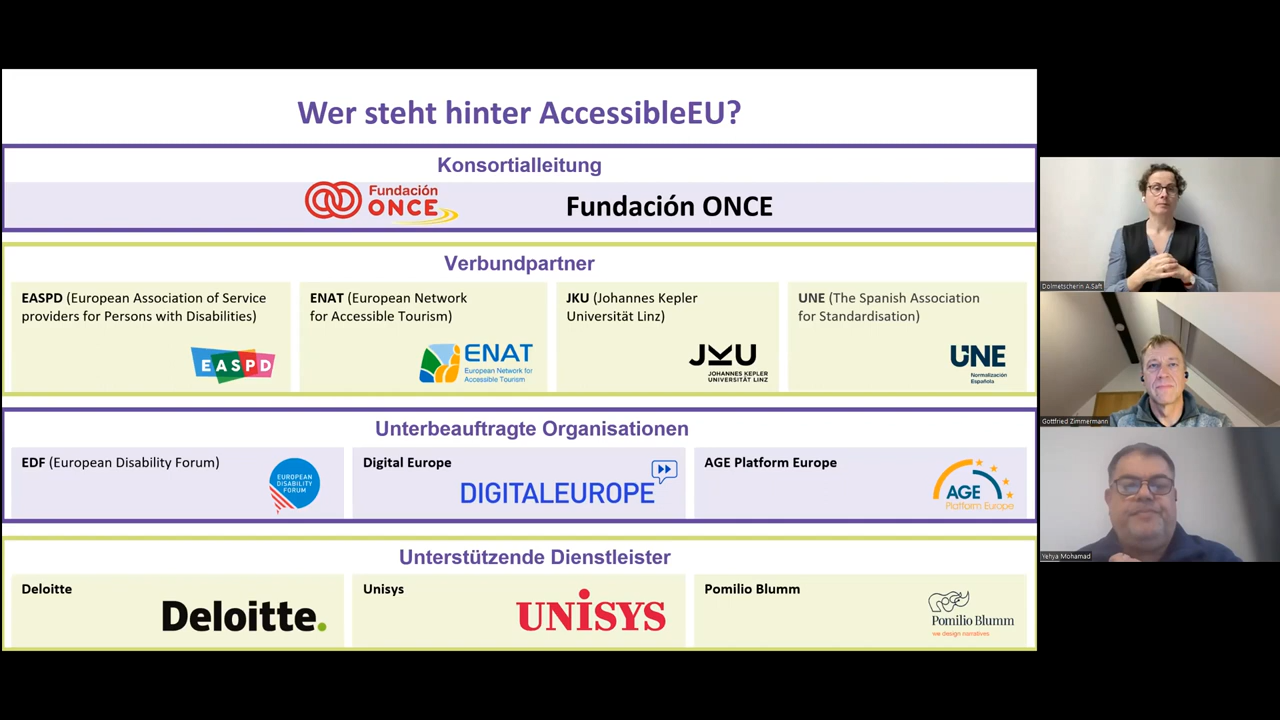 Wer steht hinter AccessibleEU?
Konsortialleitung
Fundación
ONCE
Fundación ONCE
Verbundpartner
EASPD (European Association of Service
providers for Persons with Disabilities)
EASPD
ENAT (European Network
for Accessible Tourism)
ENAT
European Network for
Accessible Tourism
JKU (Johannes Kepler
Universität Linz)
JKU
JOHANNES KEPLER
UNIVERSITÄT LINZ
UNE (The Spanish Association
for Standardisation)
UNE
Normalización
Española
Unterbeauftragte Organisationen
EDF (European Disability Forum)
EUROPEAN
DISABILITY
FORUM
Digital Europe
DIGITALEUROPE
AGE Platform Europe
AGE
Platform Europe
Unterstützende Dienstleister
Deloitte
Deloitte.
Unisys
UNiSYS
Pomilio Blumm
Pomilio Blumm
we design narratives
Dolmetscherin A.Saft
Gottfried Zimmermann
Yehya Mohamad